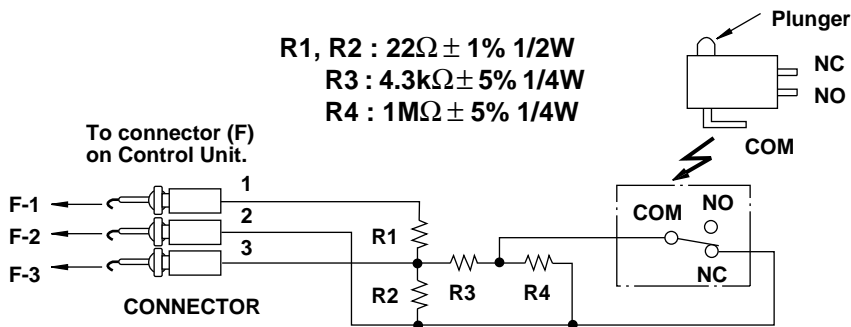 R1, R2 : 22Ω ± 1% 1/2W
R3 : 4.3kΩ ± 5% 1/4W
R4 : 1MΩ ± 5% 1/4W
Plunger
NC
NO
COM
To connector (F)
on Control Unit.
F-1
F-2
F-3
1
2
3
CONNECTOR
R1
R2
R3
R4
COM
NO
NC